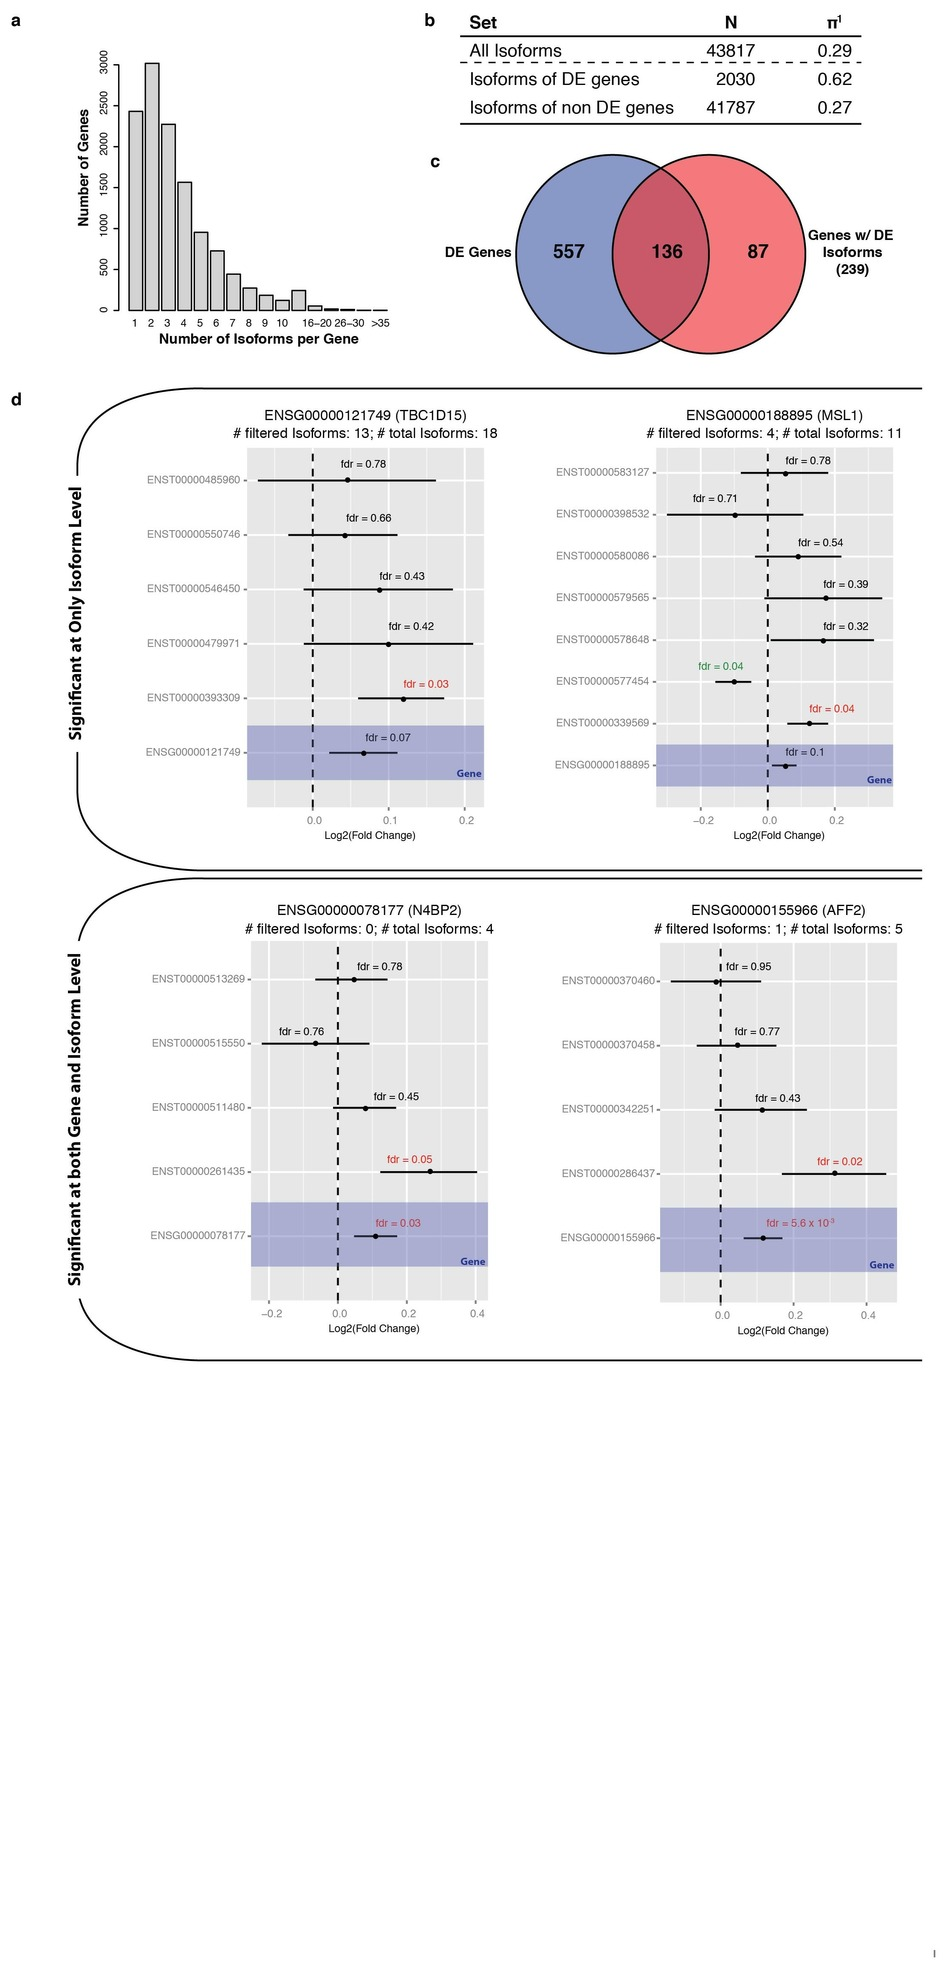 a
3000
2500
2000
1500
1000
500
0
Number of Genes
1 2 3 4 5 6 7 8 9 10 16–20 26–30 >35
Number of Isoforms per Gene
b
Set N π¹
All Isoforms 43817 0.29
Isoforms of DE genes 2030 0.62
Isoforms of non DE genes 41787 0.27
c
DE Genes
557
136
87
Genes w/ DE
Isoforms
(239)
d
Significant at Only Isoform Level
ENSG00000121749 (TBC1D15)
# filtered Isoforms: 13; # total Isoforms: 18
fdr = 0.78
ENST00000485960
fdr = 0.66
ENST00000550746
fdr = 0.43
ENST00000546450
fdr = 0.42
ENST00000479971
fdr = 0.03
ENST00000393309
fdr = 0.07
ENSG00000121749
Gene
0.0 0.1 0.2
Log2(Fold Change)
ENSG00000188895 (MSL1)
# filtered Isoforms: 4; # total Isoforms: 11
fdr = 0.78
ENST00000583127
fdr = 0.71
ENST00000398532
fdr = 0.54
ENST00000580086
fdr = 0.39
ENST00000579565
fdr = 0.32
ENST00000578648
fdr = 0.04
ENST00000577454
fdr = 0.04
ENST00000339569
fdr = 0.1
ENSG00000188895
Gene
−0.2 0.0 0.2
Log2(Fold Change)
Significant at both Gene and Isoform Level
ENSG00000078177 (N4BP2)
# filtered Isoforms: 0; # total Isoforms: 4
fdr = 0.78
ENST00000513269
fdr = 0.76
ENST00000515550
fdr = 0.45
ENST00000511480
fdr = 0.05
ENST00000261435
fdr = 0.03
ENSG00000078177
Gene
−0.2 0.0 0.2 0.4
Log2(Fold Change)
ENSG00000155966 (AFF2)
# filtered Isoforms: 1; # total Isoforms: 5
fdr = 0.95
ENST00000370460
fdr = 0.77
ENST00000370458
fdr = 0.43
ENST00000342251
fdr = 0.02
ENST00000286437
fdr = 5.6 x 10⁻³
ENSG00000155966
Gene
0.0 0.2 0.4
Log2(Fold Change)